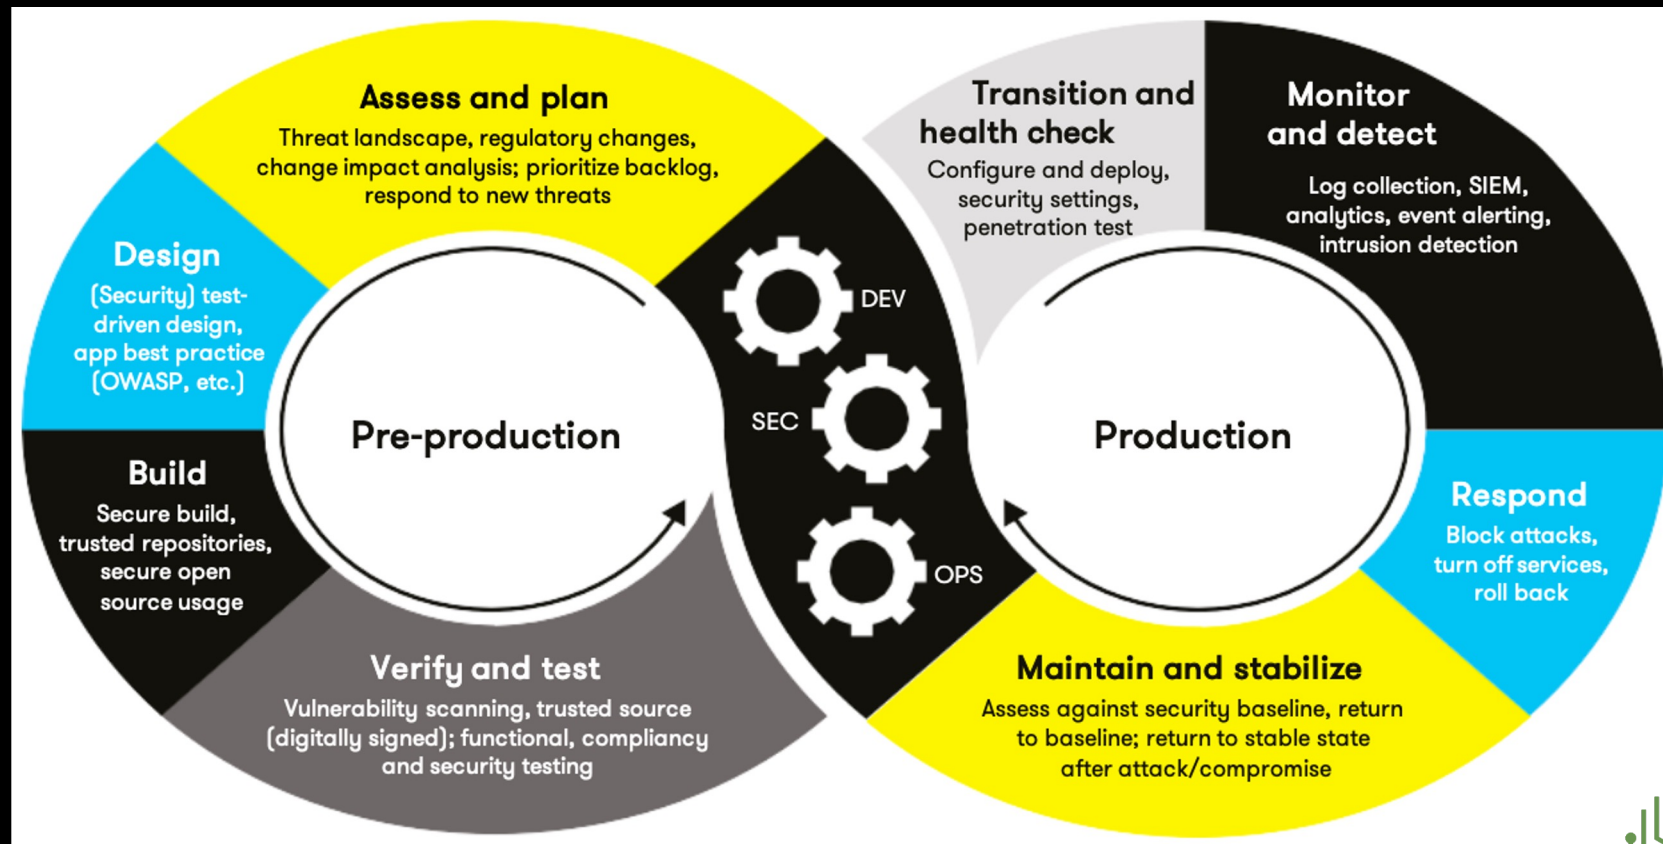 Assess and plan
Threat landscape, regulatory changes,
change impact analysis; prioritize backlog,
respond to new threats
Design
(Security) test-
driven design,
app best practice
(OWASP, etc.)
Build
Secure build,
trusted repositories,
secure open
source usage
Verify and test
Vulnerability scanning, trusted source
(digitally signed); functional, compliancy
and security testing
Pre-production
DEV
SEC
OPS
Transition and
health check
Configure and deploy,
security settings,
penetration test
Monitor
and detect
Log collection, SIEM,
analytics, event alerting,
intrusion detection
Respond
Block attacks,
turn off services,
roll back
Maintain and stabilize
Assess against security baseline, return
to baseline; return to stable state
after attack/compromise
Production